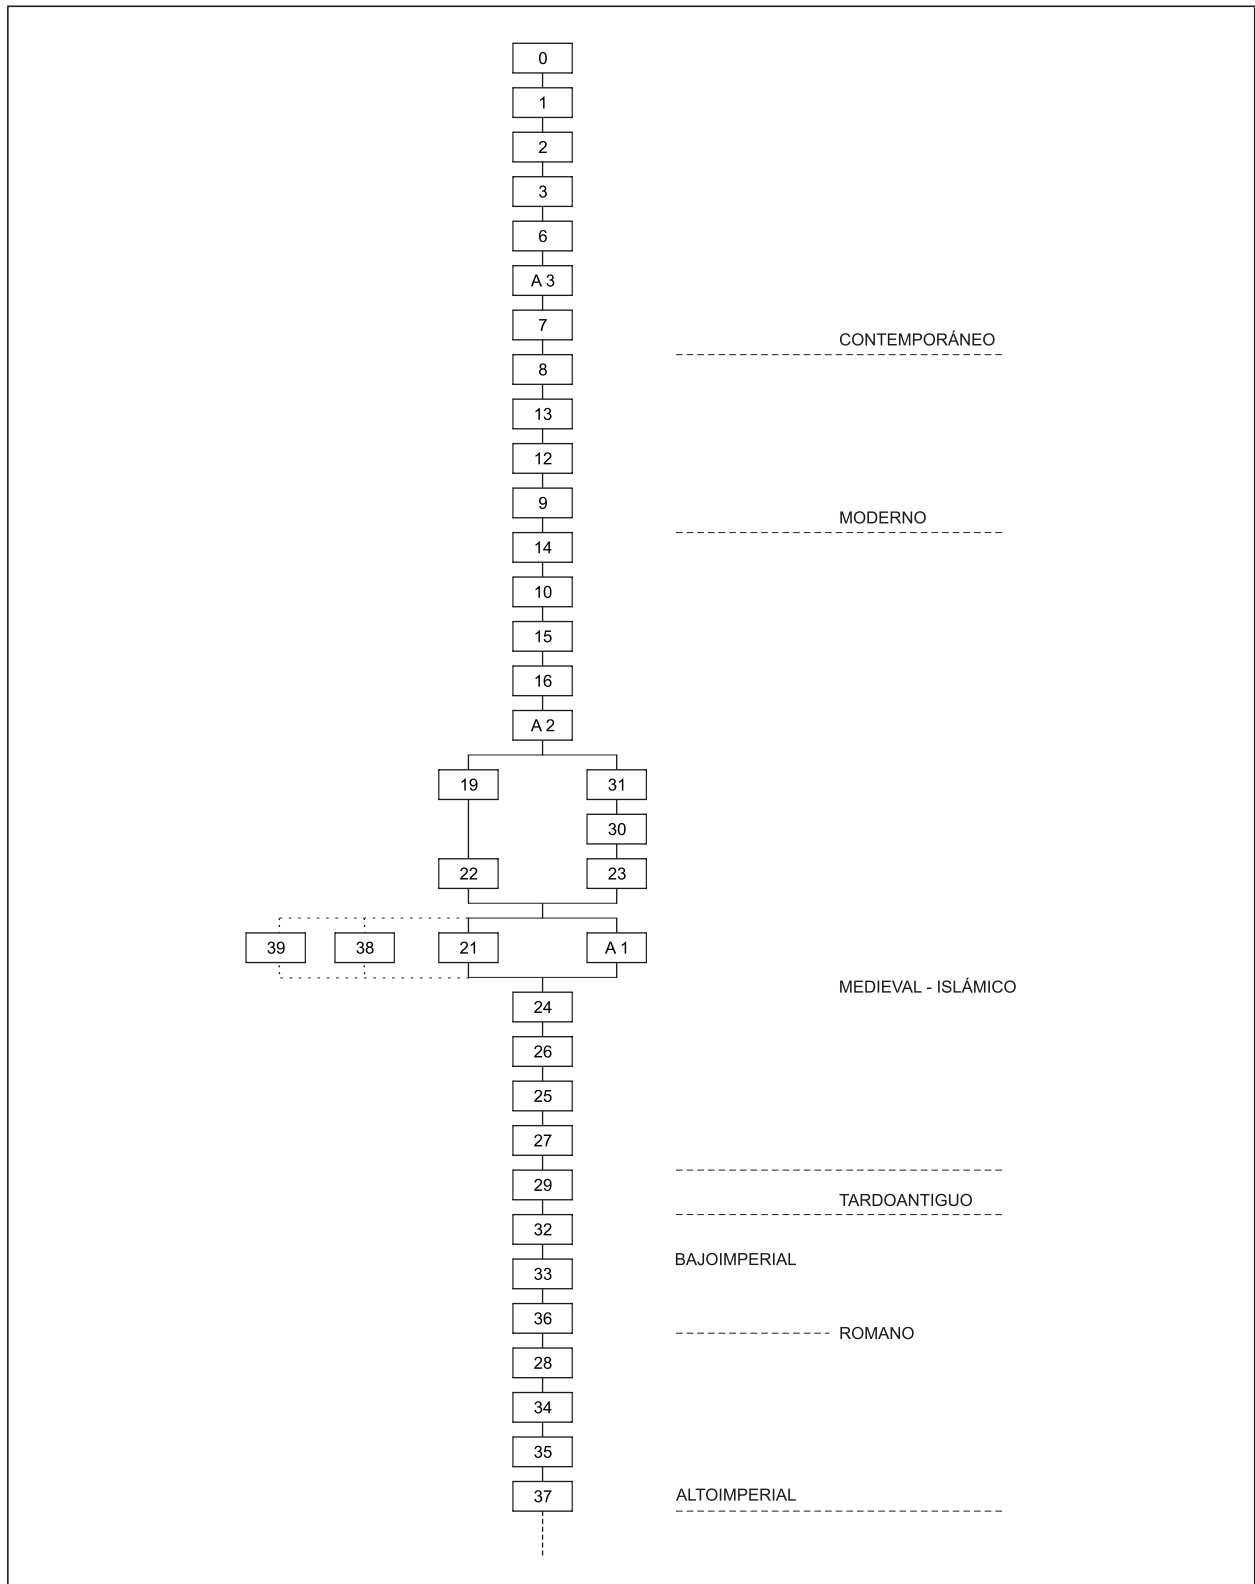 0
1
2
3
6
A 3
7
CONTEMPORÁNEO
8
13
12
9
MODERNO
14
10
15
16
A 2
19 31
30
22 23
39 38 21 A 1
MEDIEVAL - ISLÁMICO
24
26
25
27
29
TARDOANTIGUO
32
BAJOIMPERIAL
33
36
ROMANO
28
34
35
37 ALTOIMPERIAL